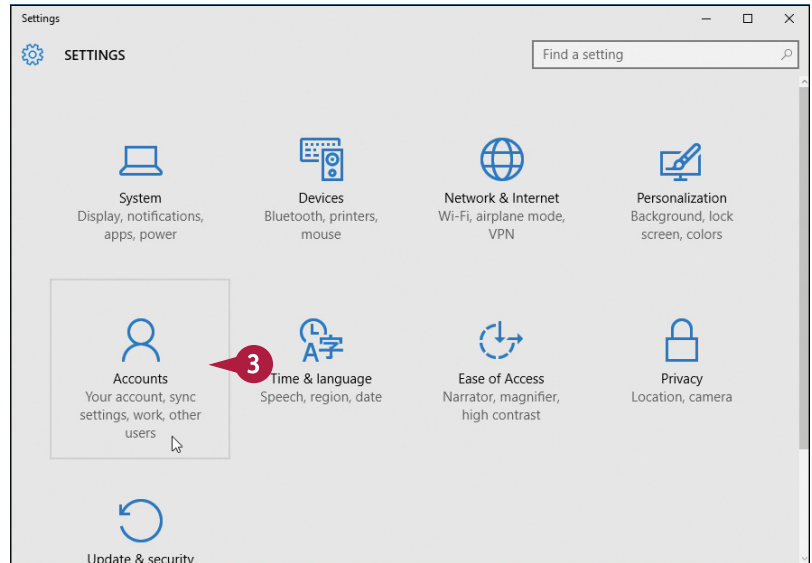 Settings
SETTINGS
Find a setting
System
Display, notifications,
apps, power
Devices
Bluetooth, printers,
mouse
Network & Internet
Wi-Fi, airplane mode,
VPN
Personalization
Background, lock
screen, colors
Accounts
Your account, sync
settings, work, other
users
3
A字
Time & language
Speech, region, date
Ease of Access
Narrator, magnifier,
high contrast
Privacy
Location, camera
Update & security